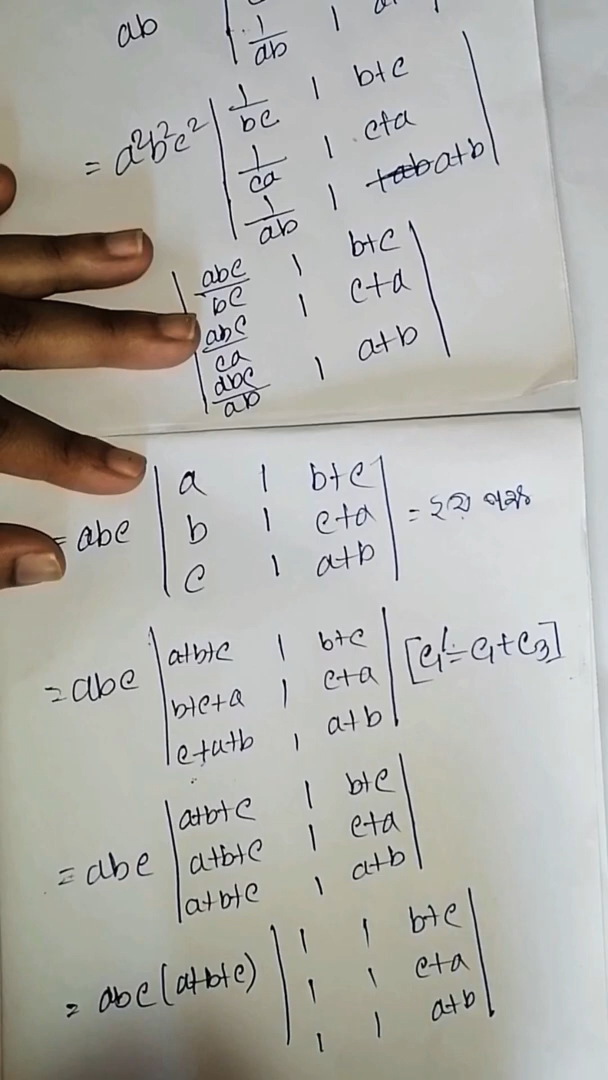 ab
1/ab 1
= a²b²c² | 1/bc 1 b+c |
| 1/ca 1 c+a |
| 1/ab 1 a+b |
| abc/bc 1 b+c |
| abc/ca 1 c+a |
| abc/ab 1 a+b |
= abc | a 1 b+c |
| b 1 c+a | = ২য় পক্ষ
| c 1 a+b |
= abc | a+b+c 1 b+c | [c₁′=c₁+c₃]
| b+c+a 1 c+a |
| c+a+b 1 a+b |
= abc | a+b+c 1 b+c |
| a+b+c 1 c+a |
| a+b+c 1 a+b |
= abc(a+b+c) | 1 1 b+c |
| 1 1 c+a |
| 1 1 a+b |